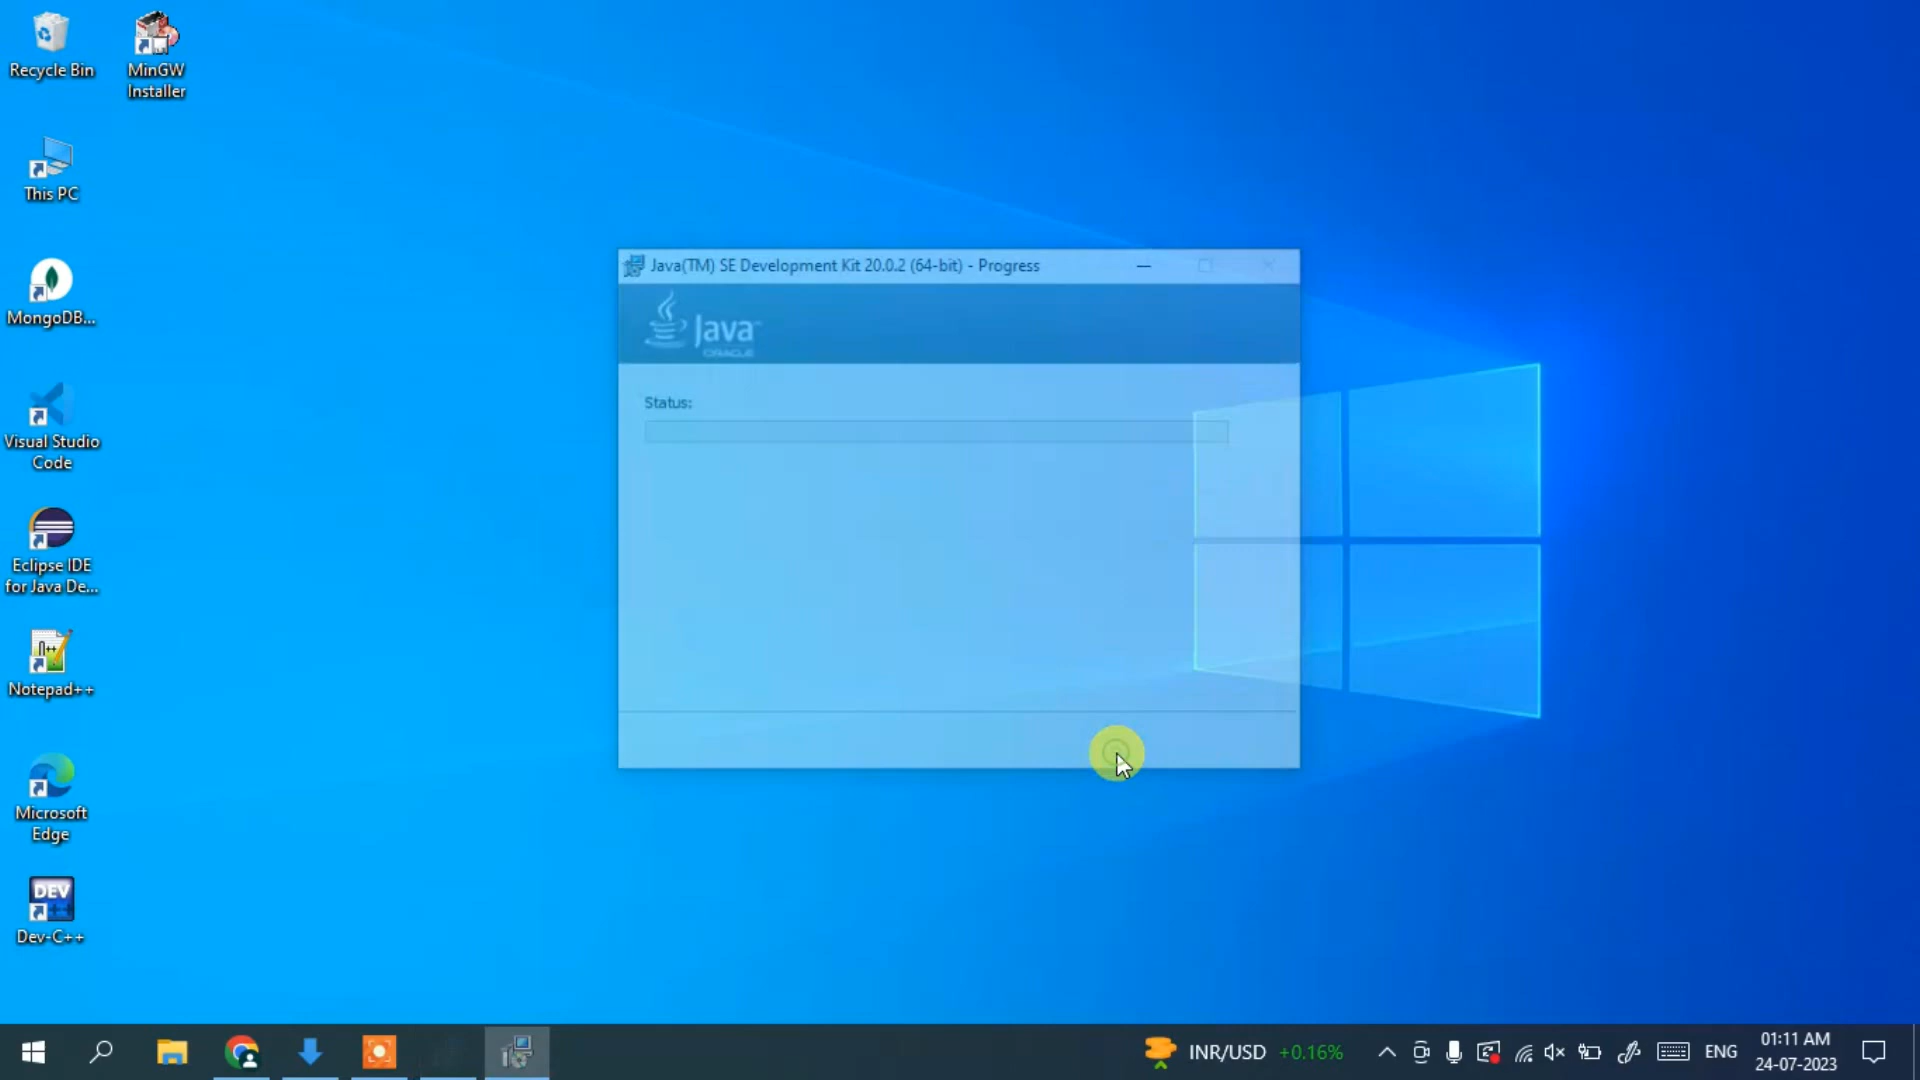 Recycle Bin
MinGW
Installer
This PC
MongoDB...
Visual Studio
Code
Eclipse IDE
for Java De...
Notepad++
Microsoft
Edge
DEV
Dev-C++
Java(TM) SE Development Kit 20.0.2 (64-bit) - Progress
Java™
ORACLE
Status:
INR/USD +0.16%
ENG
01:11 AM
24-07-2023